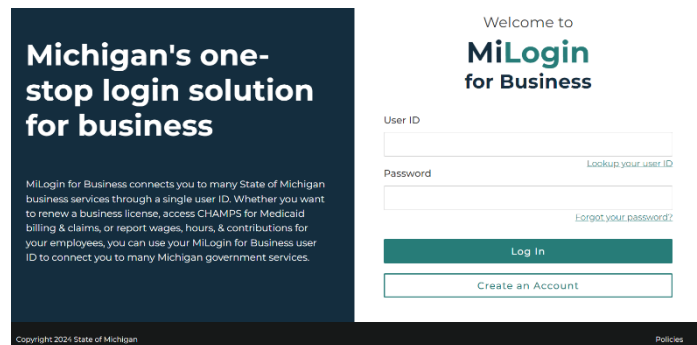 Michigan's one-
stop login solution
for business
MiLogin for Business connects you to many State of Michigan
business services through a single user ID. Whether you want
to renew a business license, access CHAMPS for Medicaid
billing & claims, or report wages, hours, & contributions for
your employees, you can use your MiLogin for Business user
ID to connect you to many Michigan government services.
Welcome to
MiLogin
for Business
User ID
Lookup your user ID
Password
Forgot your password?
Log In
Create an Account
Copyright 2024 State of Michigan
Policies